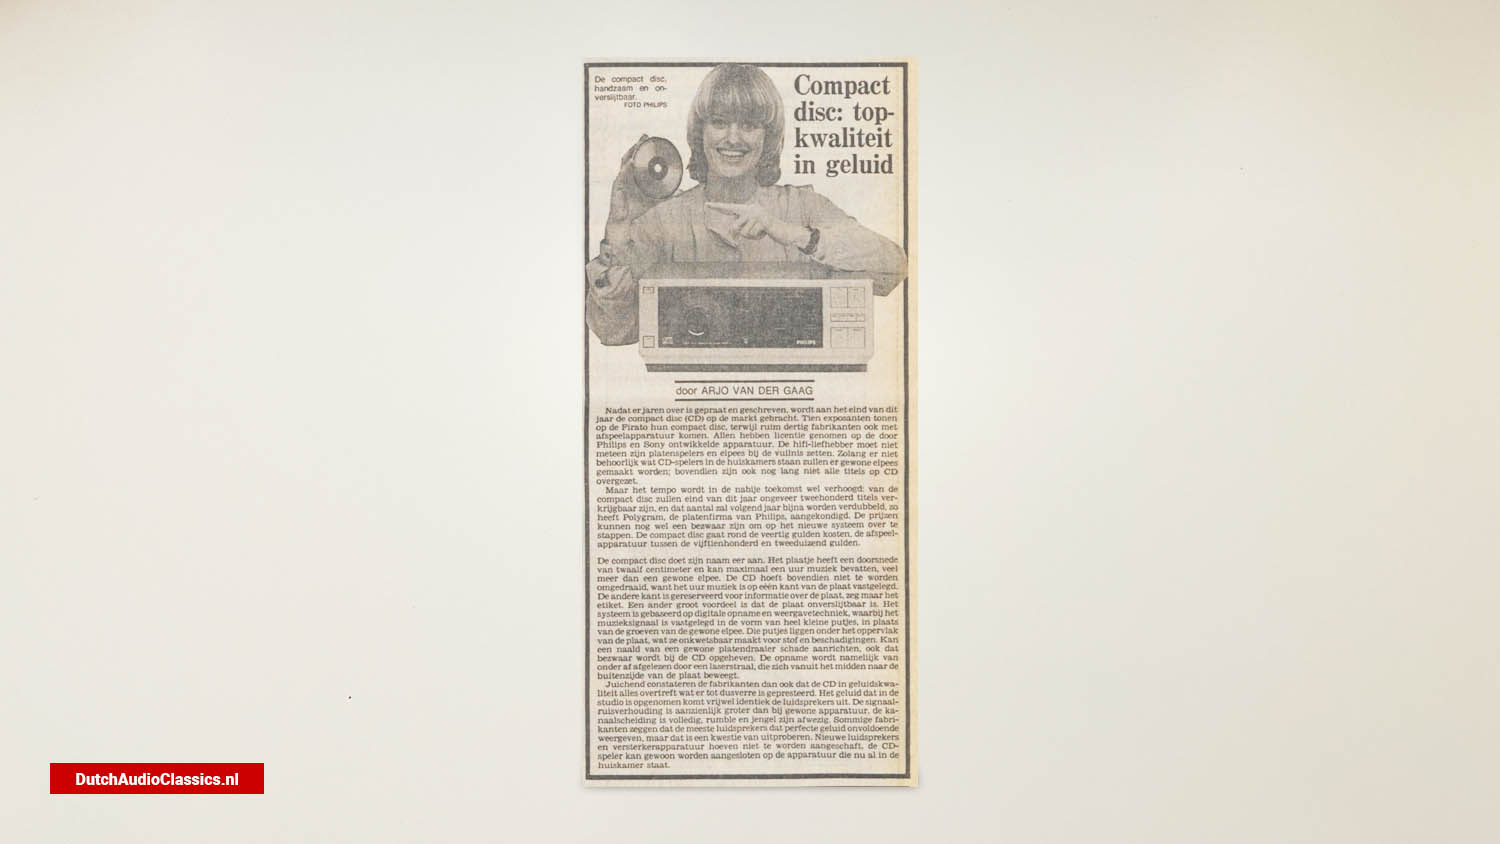 De compact disc,
handzaam en on-
verslijtbaar.
FOTO PHILIPS
Compact
disc: top-
kwaliteit
in geluid
PHILIPS
door ARJO VAN DER GAAG
Nadat er jaren over is gepraat en geschreven, wordt aan het eind van dit
jaar de compact disc (CD) op de markt gebracht. Tien exposanten tonen
op de Firato hun compact disc, terwijl ruim dertig fabrikanten ook met
afspeelapparatuur komen. Allen hebben licentie genomen op de door
Philips en Sony ontwikkelde apparatuur. De hifi-liefhebber moet niet
meteen zijn platenspelers en elpees bij de vuilnis zetten. Zolang er niet
behoorlijk wat CD-spelers in de huiskamers staan zullen er gewone elpees
gemaakt worden; bovendien zijn ook nog lang niet alle titels op CD
overgezet.
Maar het tempo wordt in de nabije toekomst wel verhoogd: van de
compact disc zullen eind van dit jaar ongeveer tweehonderd titels ver-
krijgbaar zijn, en dat aantal zal volgend jaar bijna worden verdubbeld, zo
heeft Polygram, de platenfirma van Philips, aangekondigd. De prijzen
kunnen nog wel een bezwaar zijn om op het nieuwe systeem over te
stappen. De compact disc gaat rond de veertig gulden kosten, de afspeel-
apparatuur tussen de vijftienhonderd en tweeduizend gulden.
De compact disc doet zijn naam eer aan. Het plaatje heeft een doorsnede
van twaalf centimeter en kan maximaal een uur muziek bevatten, veel
meer dan een gewone elpee. De CD hoeft bovendien niet te worden
omgedraaid, want het uur muziek is op eéén kant van de plaat vastgelegd.
De andere kant is gereserveerd voor informatie over de plaat, zeg maar het
etiket. Een ander groot voordeel is dat de plaat onverslijtbaar is. Het
systeem is gebaseerd op digitale opname en weergavetechniek, waarbij het
muzieksignaal is vastgelegd in de vorm van heel kleine putjes, in plaats
van de groeven van de gewone elpee. Die putjes liggen onder het oppervlak
van de plaat, wat ze onkwetsbaar maakt voor stof en beschadigingen. Kan
een naald van een gewone platendraaier schade aanrichten, ook dat
bezwaar wordt bij de CD opgeheven. De opname wordt namelijk van
onder af afgelezen door een laserstraal, die zich vanuit het midden naar de
buitenzijde van de plaat beweegt.
Juichend constateren de fabrikanten dan ook dat de CD in geluidskwa-
liteit alles overtreft wat er tot dusverre is gepresteerd. Het geluid dat in de
studio is opgenomen komt vrijwel identiek de luidsprekers uit. De signaal-
ruisverhouding is aanzienlijk groter dan bij gewone apparatuur, de ka-
naalscheiding is volledig, rumble en jengel zijn afwezig. Sommige fabri-
kanten zeggen dat de meeste luidsprekers dat perfecte geluid onvoldoende
weergeven, maar dat is een kwestie van uitproberen. Nieuwe luidsprekers
en versterkerapparatuur hoeven niet te worden aangeschaft, de CD-
speler kan gewoon worden aangesloten op de apparatuur die nu al in de
huiskamer staat.
DutchAudioClassics.nl